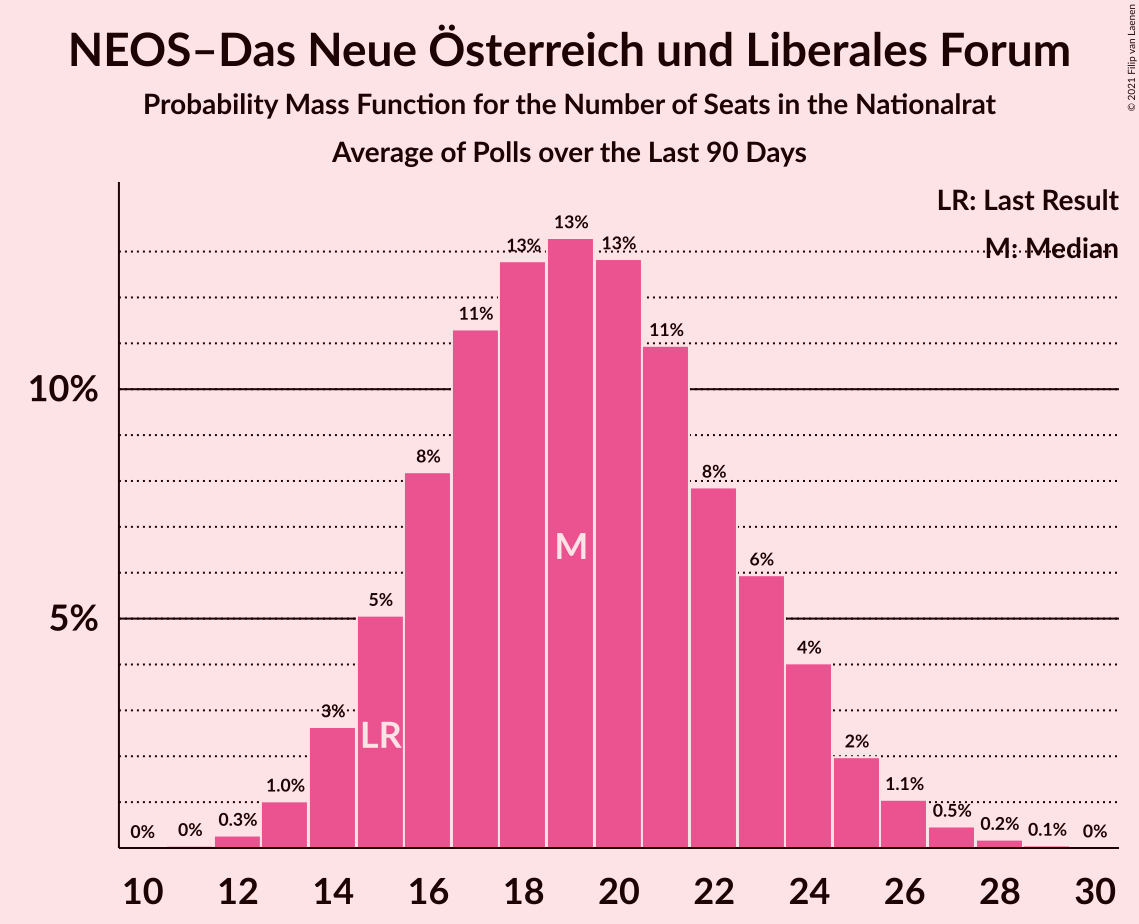 NEOS–Das Neue Österreich und Liberales Forum
Probability Mass Function for the Number of Seats in the Nationalrat
Average of Polls over the Last 90 Days
© 2021 Filip van Laenen
LR: Last Result
M: Median
10%
5%
0%
0%
0.3%
1.0%
3%
5%
8%
11%
13%
13%
13%
11%
8%
6%
4%
2%
1.1%
0.5%
0.2%
0.1%
0%
LR
M
10 12 14 16 18 20 22 24 26 28 30